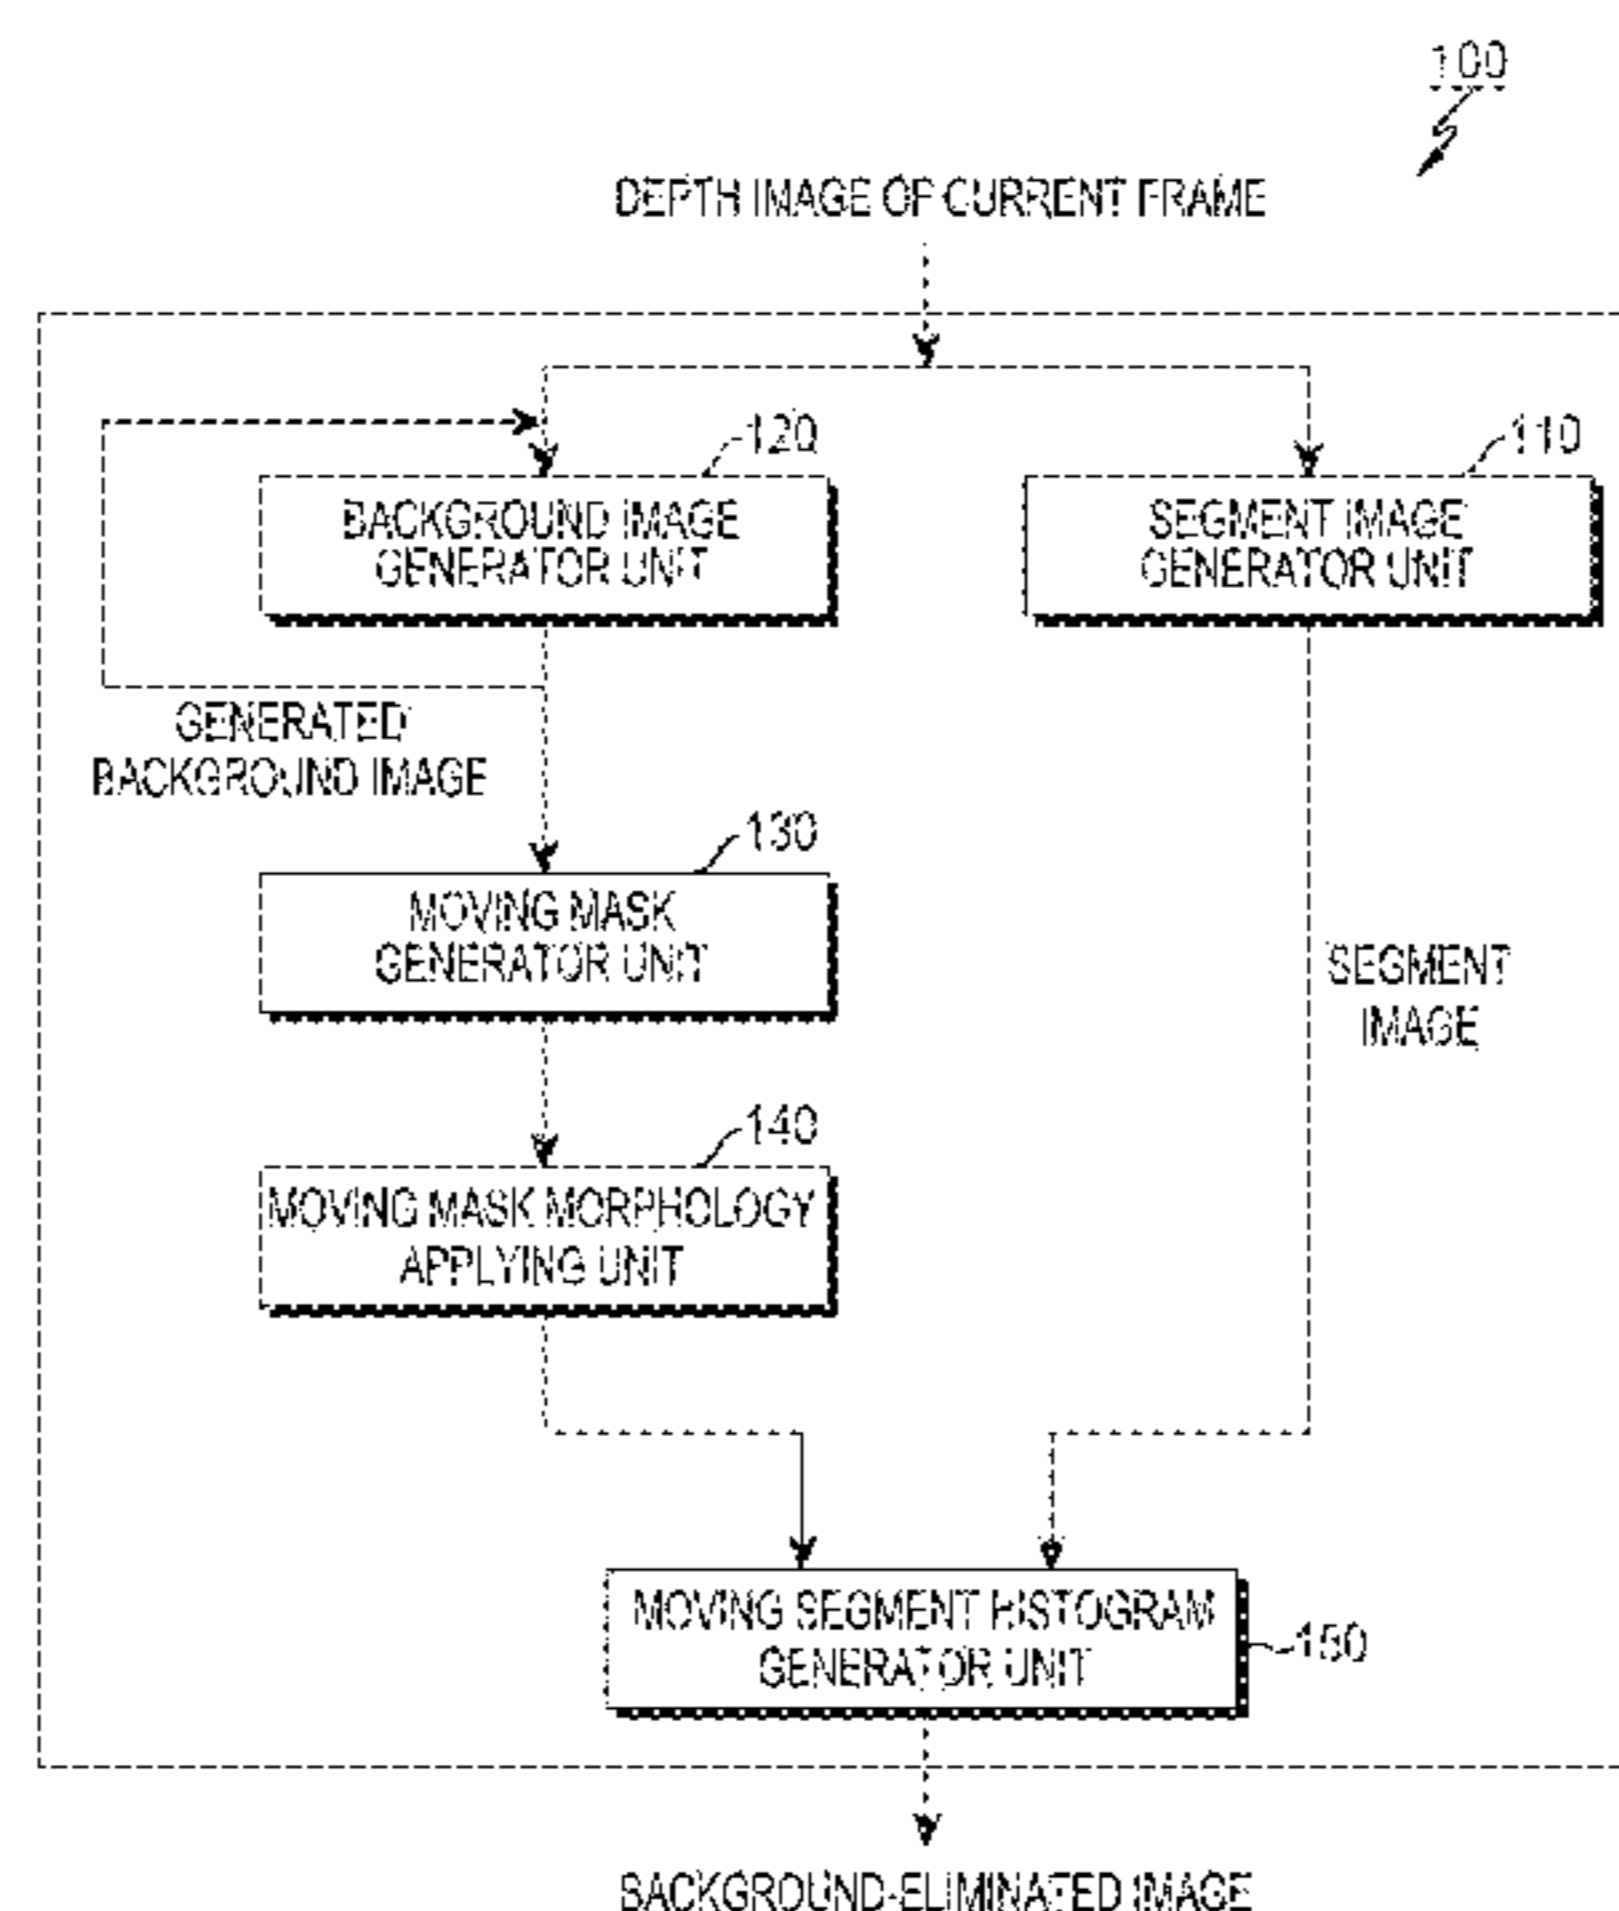 100
DEPTH IMAGE OF CURRENT FRAME
120
110
BACKGROUND IMAGE
GENERATOR UNIT
SEGMENT IMAGE
GENERATOR UNIT
GENERATED
BACKGROUND IMAGE
130
MOVING MASK
GENERATOR UNIT
SEGMENT
IMAGE
140
MOVING MASK MORPHOLOGY
APPLYING UNIT
MOVING SEGMENT HISTOGRAM
GENERATOR UNIT
150
BACKGROUND-ELIMINATED IMAGE